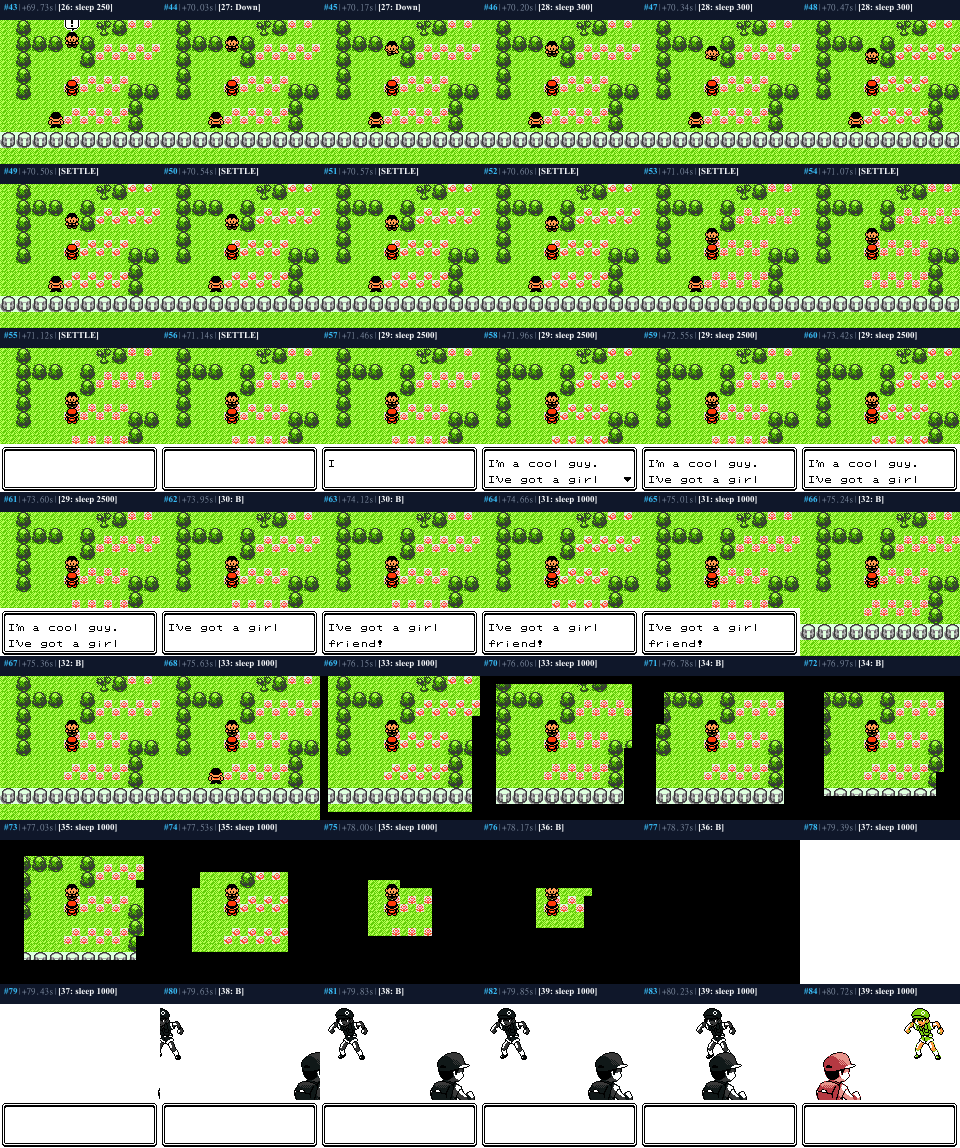 #43|+69.73s|[26: sleep 250]
#44|+70.03s|[27: Down]
#45|+70.17s|[27: Down]
#46|+70.20s|[28: sleep 300]
#47|+70.34s|[28: sleep 300]
#48|+70.47s|[28: sleep 300]
!
#49|+70.50s|[SETTLE]
#50|+70.54s|[SETTLE]
#51|+70.57s|[SETTLE]
#52|+70.60s|[SETTLE]
#53|+71.04s|[SETTLE]
#54|+71.07s|[SETTLE]
#55|+71.12s|[SETTLE]
#56|+71.14s|[SETTLE]
#57|+71.46s|[29: sleep 2500]
#58|+71.96s|[29: sleep 2500]
#59|+72.55s|[29: sleep 2500]
#60|+73.42s|[29: sleep 2500]
I
I'm a cool guy.
I've got a girl
I'm a cool guy.
I've got a girl
I'm a cool guy.
I've got a girl
#61|+73.60s|[29: sleep 2500]
#62|+73.95s|[30: B]
#63|+74.12s|[30: B]
#64|+74.66s|[31: sleep 1000]
#65|+75.01s|[31: sleep 1000]
#66|+75.24s|[32: B]
I'm a cool guy.
I've got a girl
I've got a girl
I've got a girl
friend!
I've got a girl
friend!
I've got a girl
friend!
#67|+75.36s|[32: B]
#68|+75.63s|[33: sleep 1000]
#69|+76.15s|[33: sleep 1000]
#70|+76.60s|[33: sleep 1000]
#71|+76.78s|[34: B]
#72|+76.97s|[34: B]
#73|+77.03s|[35: sleep 1000]
#74|+77.53s|[35: sleep 1000]
#75|+78.00s|[35: sleep 1000]
#76|+78.17s|[36: B]
#77|+78.37s|[36: B]
#78|+79.39s|[37: sleep 1000]
#79|+79.43s|[37: sleep 1000]
#80|+79.63s|[38: B]
#81|+79.83s|[38: B]
#82|+79.85s|[39: sleep 1000]
#83|+80.23s|[39: sleep 1000]
#84|+80.72s|[39: sleep 1000]